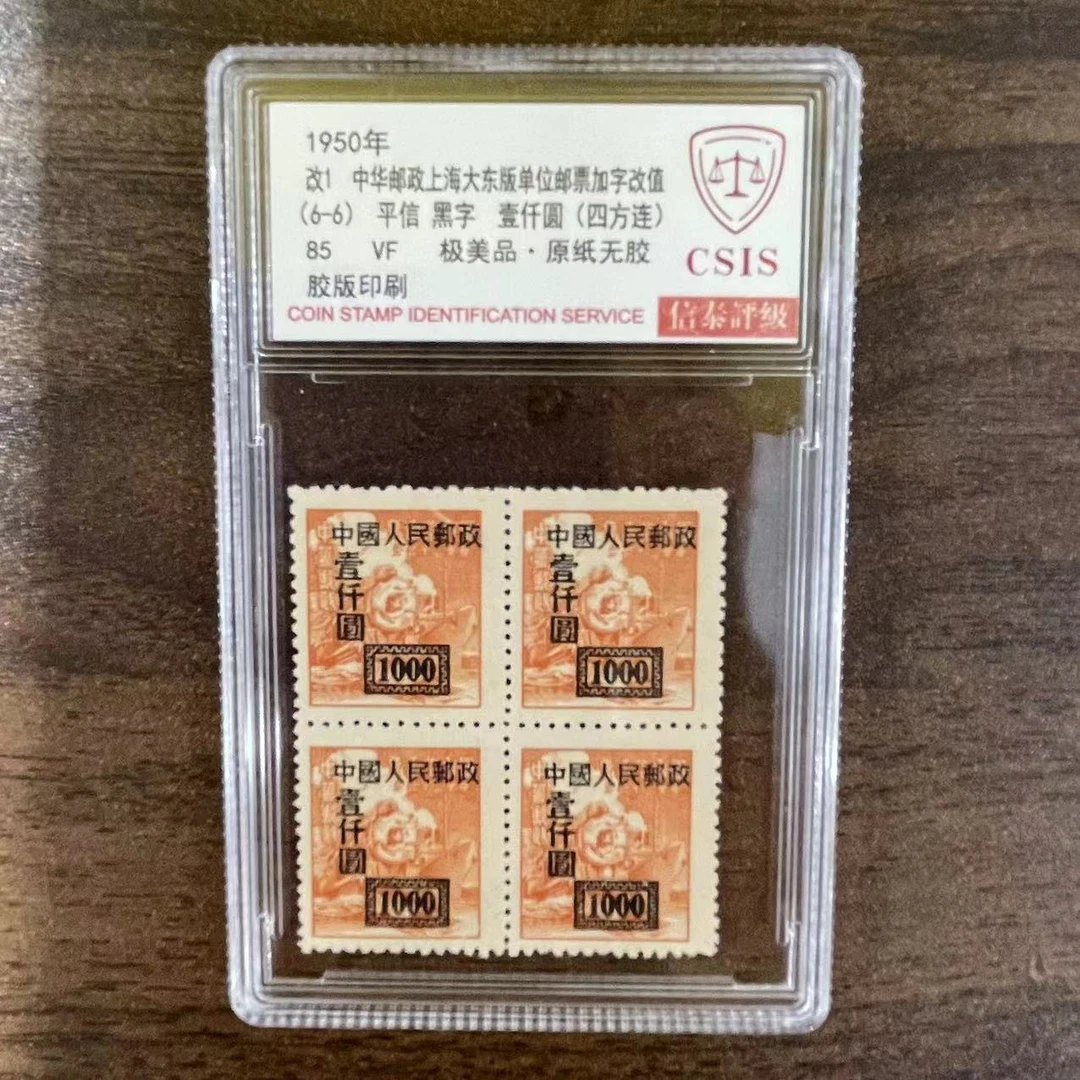 1950年
改1 中华邮政上海大东版单位邮票加字改值
(6-6) 平信 黑字 壹仟圆 (四方连)
85 VF 极美品·原纸无胶
胶版印刷
CSIS
COIN STAMP IDENTIFICATION SERVICE
信泰評級
中國人民郵政
壹仟圓
1000
中國人民郵政
壹仟圓
1000
中國人民郵政
壹仟圓
1000
中國人民郵政
壹仟圓
1000